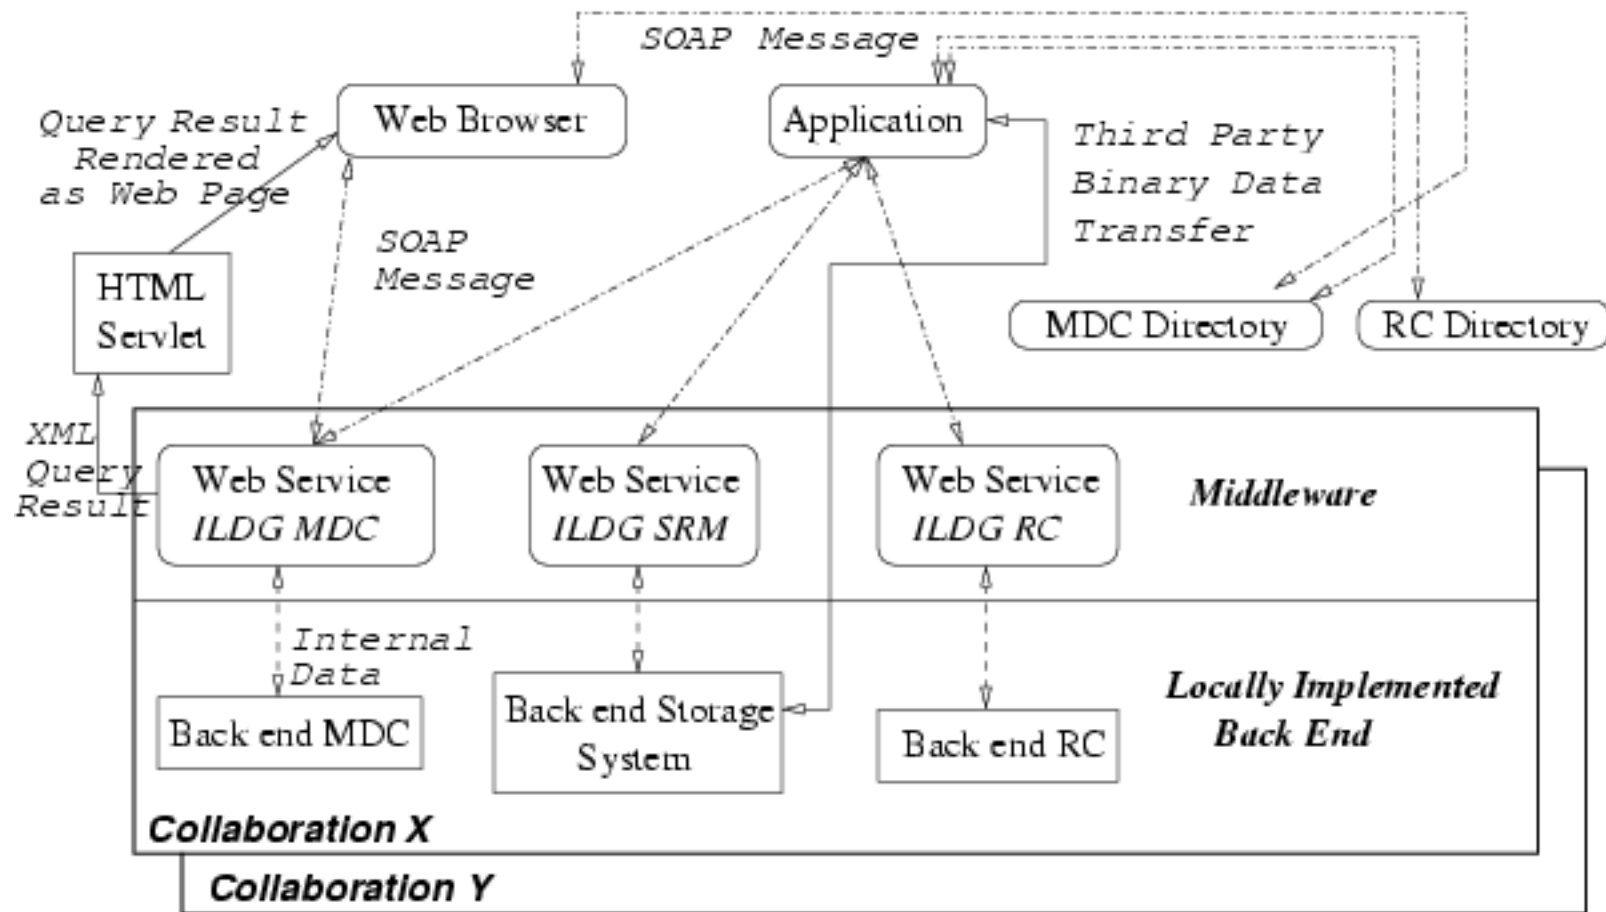 SOAP Message
Query Result
Rendered
as Web Page
Web Browser
Application
Third Party
Binary Data
Transfer
SOAP
Message
HTML
Servlet
MDC Directory
RC Directory
XML
Query
Result
Web Service
ILDG MDC
Web Service
ILDG SRM
Web Service
ILDG RC
Middleware
Internal
Data
Back end MDC
Back end Storage
System
Back end RC
Locally Implemented
Back End
Collaboration X
Collaboration Y